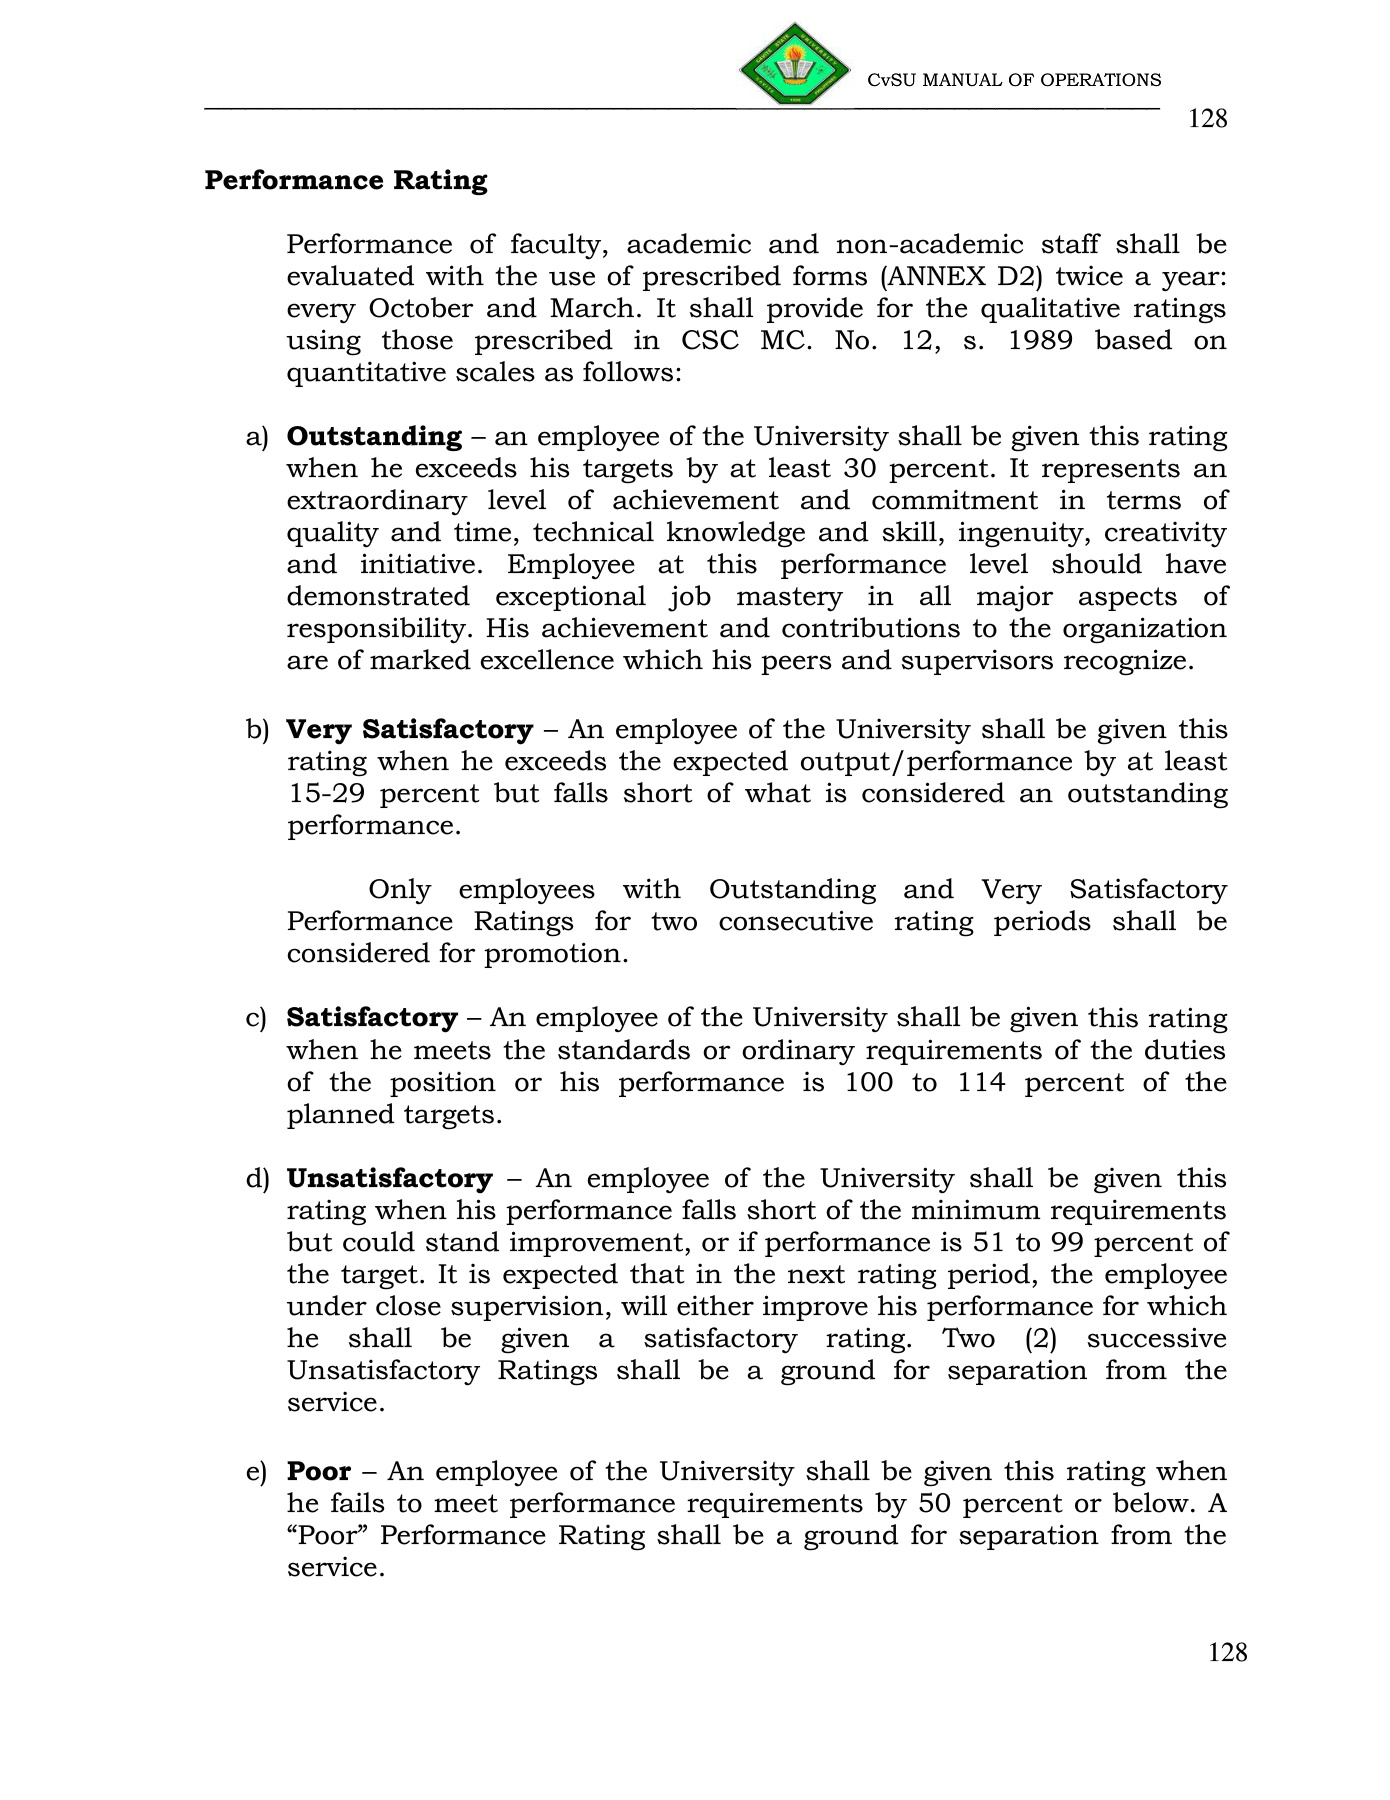 CvSU MANUAL OF OPERATIONS
128
Performance Rating
Performance of faculty, academic and non-academic staff shall be
evaluated with the use of prescribed forms (ANNEX D2) twice a year:
every October and March. It shall provide for the qualitative ratings
using those prescribed in CSC MC. No. 12, s. 1989 based on
quantitative scales as follows:
a) Outstanding – an employee of the University shall be given this rating
when he exceeds his targets by at least 30 percent. It represents an
extraordinary level of achievement and commitment in terms of
quality and time, technical knowledge and skill, ingenuity, creativity
and initiative. Employee at this performance level should have
demonstrated exceptional job mastery in all major aspects of
responsibility. His achievement and contributions to the organization
are of marked excellence which his peers and supervisors recognize.
b) Very Satisfactory – An employee of the University shall be given this
rating when he exceeds the expected output/performance by at least
15-29 percent but falls short of what is considered an outstanding
performance.
Only employees with Outstanding and Very Satisfactory
Performance Ratings for two consecutive rating periods shall be
considered for promotion.
c) Satisfactory – An employee of the University shall be given this rating
when he meets the standards or ordinary requirements of the duties
of the position or his performance is 100 to 114 percent of the
planned targets.
d) Unsatisfactory – An employee of the University shall be given this
rating when his performance falls short of the minimum requirements
but could stand improvement, or if performance is 51 to 99 percent of
the target. It is expected that in the next rating period, the employee
under close supervision, will either improve his performance for which
he shall be given a satisfactory rating. Two (2) successive
Unsatisfactory Ratings shall be a ground for separation from the
service.
e) Poor – An employee of the University shall be given this rating when
he fails to meet performance requirements by 50 percent or below. A
“Poor” Performance Rating shall be a ground for separation from the
service.
128